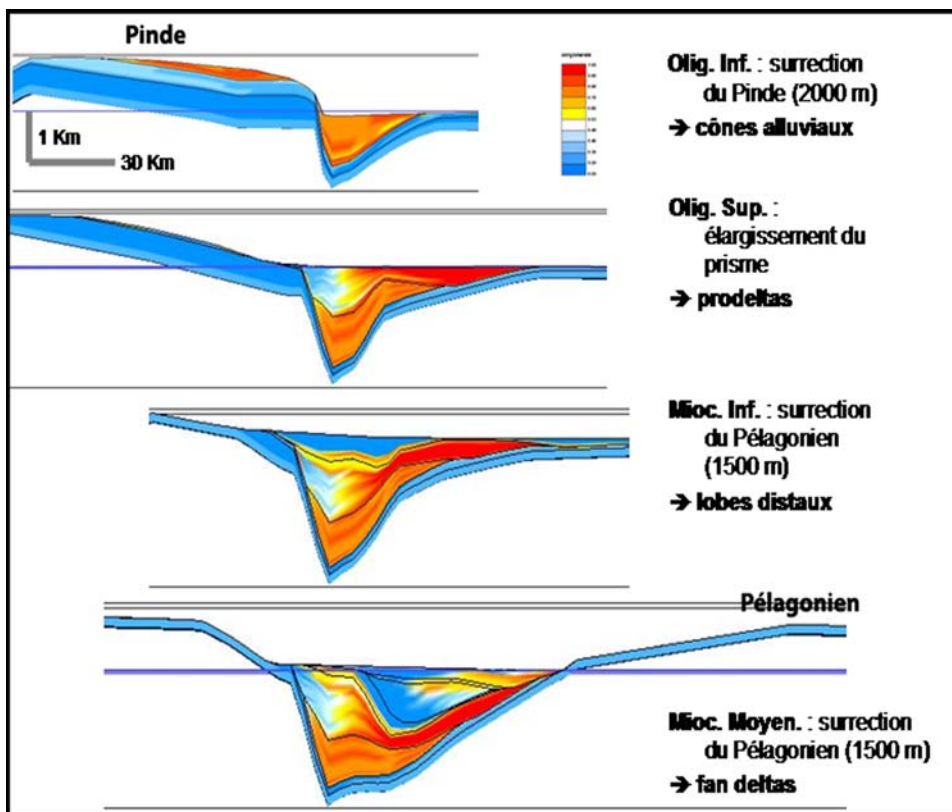 Pinde
1 Km
30 Km
Olig. Inf. : surrection
du Pinde (2000 m)
→ cônes alluviaux
Olig. Sup. :
élargissement du
prisme
→ prodeltas
Mioc. Inf. : surrection
du Pélagonien
(1500 m)
→ lobes distaux
Pélagonien
Mioc. Moyen. : surrection
du Pélagonien (1500 m)
→ fan deltas